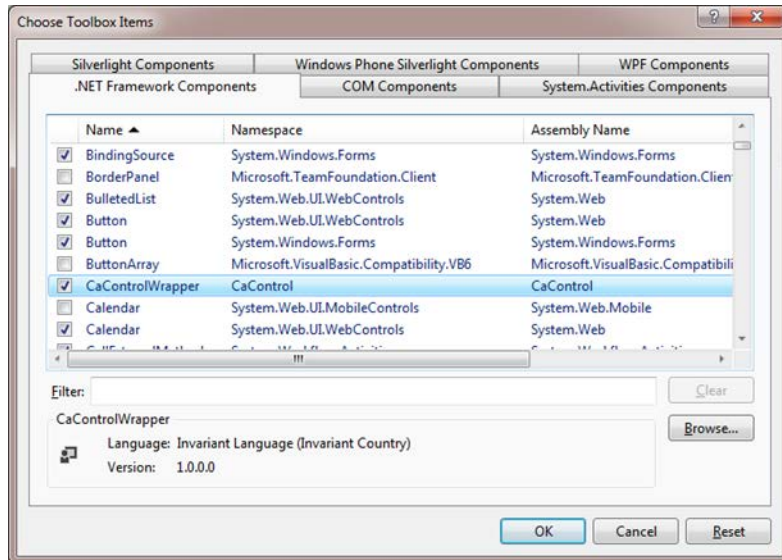 Choose Toolbox Items
Silverlight Components Windows Phone Silverlight Components WPF Components
.NET Framework Components COM Components System.Activities Components
Name Namespace Assembly Name
BindingSource System.Windows.Forms System.Windows.Forms
BorderPanel Microsoft.TeamFoundation.Client Microsoft.TeamFoundation.Clien
BulletedList System.Web.UI.WebControls System.Web
Button System.Web.UI.WebControls System.Web
Button System.Windows.Forms System.Windows.Forms
ButtonArray Microsoft.VisualBasic.Compatibility.VB6 Microsoft.VisualBasic.Compatibili
CaControlWrapper CaControl CaControl
Calendar System.Web.UI.MobileControls System.Web.Mobile
Calendar System.Web.UI.WebControls System.Web
Filter: Clear
CaControlWrapper
Browse...
Language: Invariant Language (Invariant Country)
Version: 1.0.0.0
OK Cancel Reset